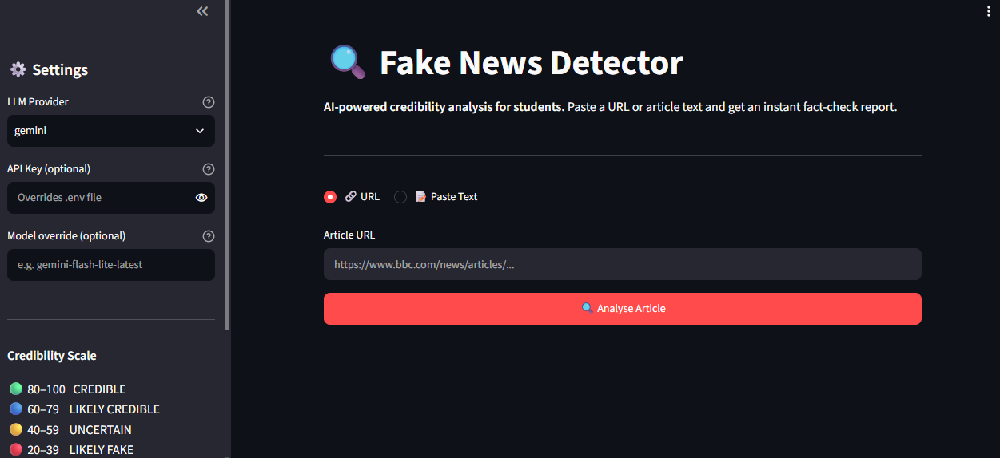 Settings
LLM Provider
gemini
API Key (optional)
Overrides .env file
Model override (optional)
e.g. gemini-flash-lite-latest
Credibility Scale
80–100 CREDIBLE
60–79 LIKELY CREDIBLE
40–59 UNCERTAIN
20–39 LIKELY FAKE
Fake News Detector
AI-powered credibility analysis for students. Paste a URL or article text and get an instant fact-check report.
URL Paste Text
Article URL
https://www.bbc.com/news/articles/...
Analyse Article